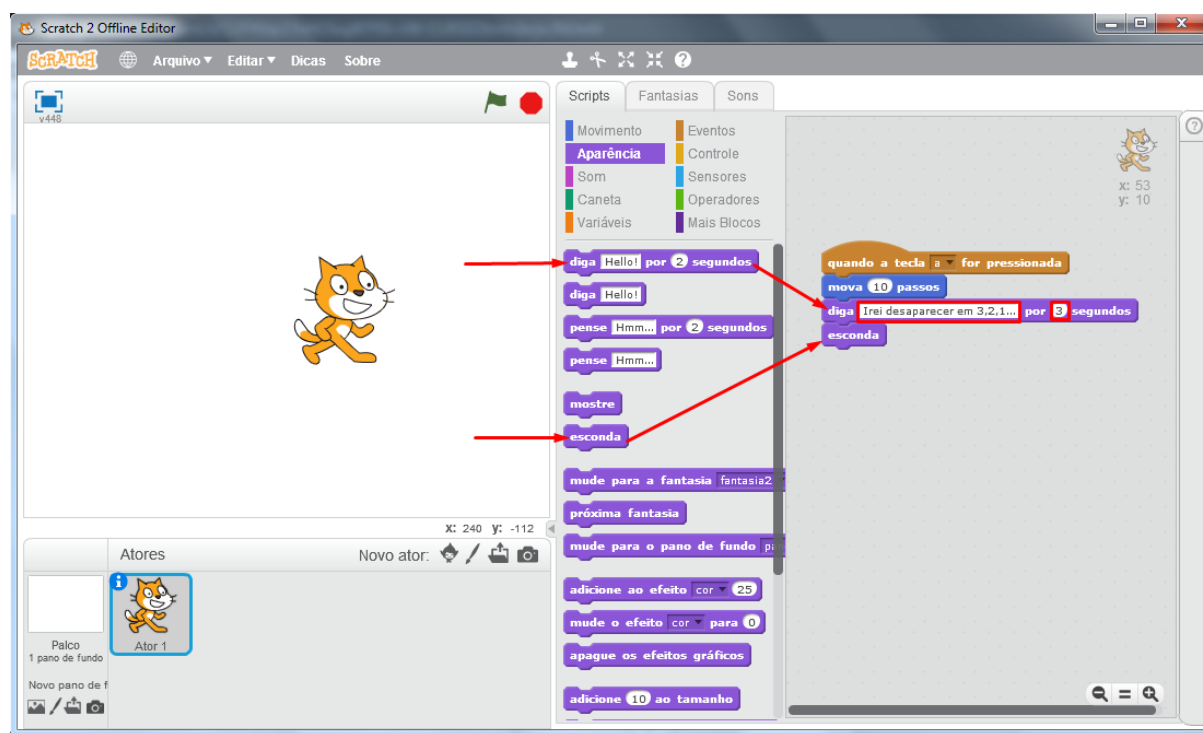 Scratch 2 Offline Editor
SCRATCH Arquivo Editar Dicas Sobre
v448
Scripts Fantasias Sons
Movimento Eventos
Aparência Controle
Som Sensores
Caneta Operadores
Variáveis Mais Blocos
x: 53
y: 10
diga Hello! por 2 segundos
diga Hello!
pense Hmm... por 2 segundos
pense Hmm...
mostre
esconda
mude para a fantasia fantasia2
próxima fantasia
mude para o pano de fundo
adicione ao efeito cor 25
mude o efeito cor para 0
apague os efeitos gráficos
adicione 10 ao tamanho
quando a tecla a for pressionada
mova 10 passos
diga Irei desaparecer em 3,2,1... por 3 segundos
esconda
X: 240 Y: -112
Atores Novo ator:
Palco
1 pano de fundo
Ator 1
Novo pano de f